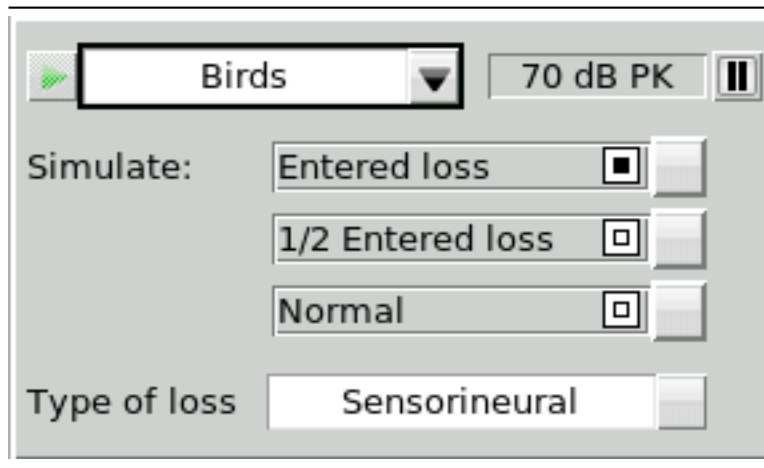 Birds 70 dB PK
Simulate: Entered loss
1/2 Entered loss
Normal
Type of loss Sensorineural